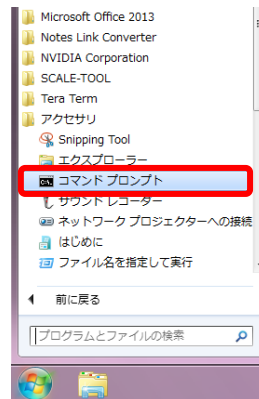 Microsoft Office 2013
Notes Link Converter
NVIDIA Corporation
SCALE-TOOL
Tera Term
アクセサリ
Snipping Tool
エクスプローラー
コマンド プロンプト
サウンド レコーダー
ネットワーク プロジェクターへの接続
はじめに
ファイル名を指定して実行
前に戻る
プログラムとファイルの検索